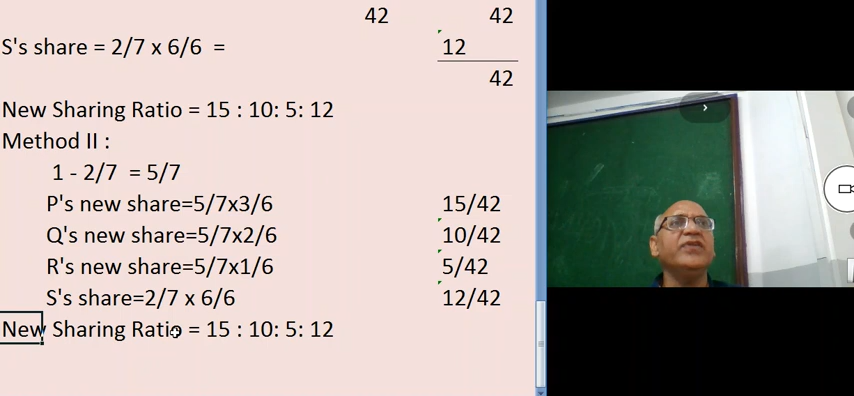 42 42
S's share = 2/7 x 6/6 = 12
42
New Sharing Ratio = 15 : 10: 5: 12
Method II :
1 - 2/7 = 5/7
P's new share=5/7x3/6 15/42
Q's new share=5/7x2/6 10/42
R's new share=5/7x1/6 5/42
S's share=2/7 x 6/6 12/42
New Sharing Ratio = 15 : 10: 5: 12